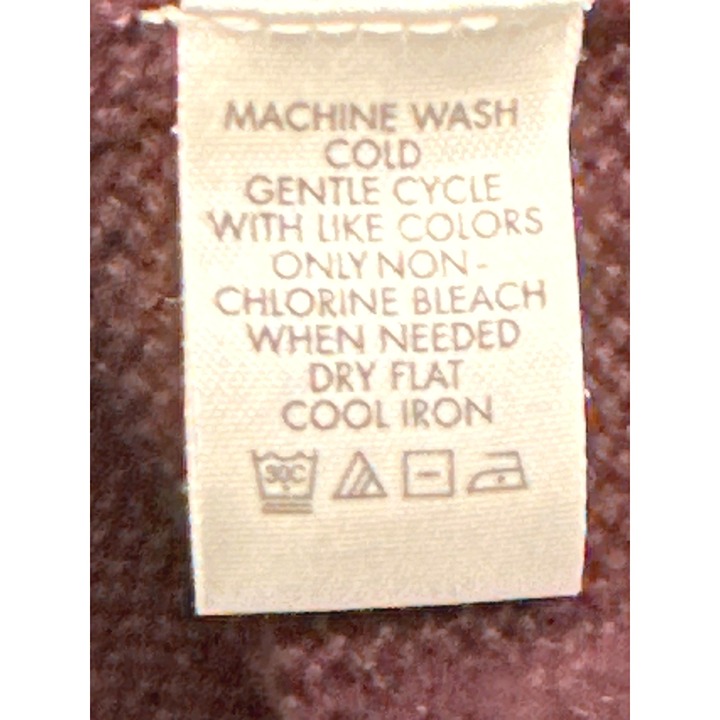 MACHINE WASH
COLD
GENTLE CYCLE
WITH LIKE COLORS
ONLY NON-
CHLORINE BLEACH
WHEN NEEDED
DRY FLAT
COOL IRON
30C